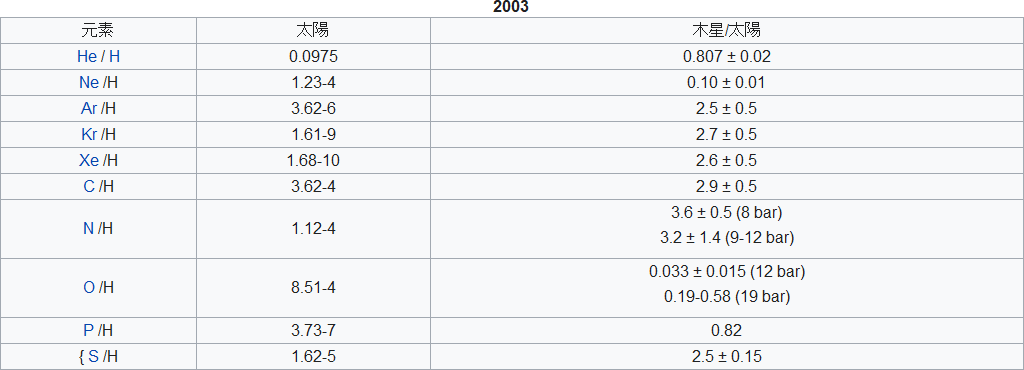 2003
元素 太陽 木星/太陽
He / H 0.0975 0.807 ± 0.02
Ne /H 1.23-4 0.10 ± 0.01
Ar /H 3.62-6 2.5 ± 0.5
Kr /H 1.61-9 2.7 ± 0.5
Xe /H 1.68-10 2.6 ± 0.5
C /H 3.62-4 2.9 ± 0.5
N /H 1.12-4 3.6 ± 0.5 (8 bar)
3.2 ± 1.4 (9-12 bar)
O /H 8.51-4 0.033 ± 0.015 (12 bar)
0.19-0.58 (19 bar)
P /H 3.73-7 0.82
{ S /H 1.62-5 2.5 ± 0.15